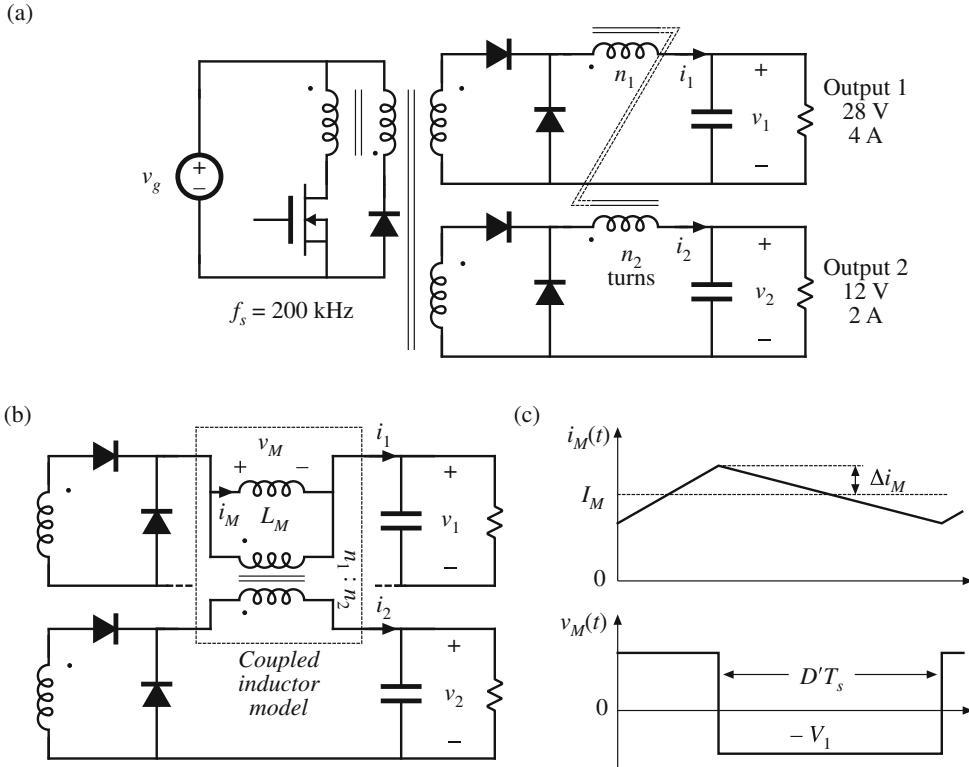 (a)
v_g
+
−
f_s = 200 kHz
n_1
i_1
+
v_1
−
Output 1
28 V
4 A
n_2
turns
i_2
+
v_2
−
Output 2
12 V
2 A
(b)
v_M
+
−
i_M
L_M
n_1 : n_2
i_1
+
v_1
−
i_2
+
v_2
−
Coupled
inductor
model
(c)
i_M(t)
I_M
Δi_M
0
v_M(t)
D′T_s
0
− V_1